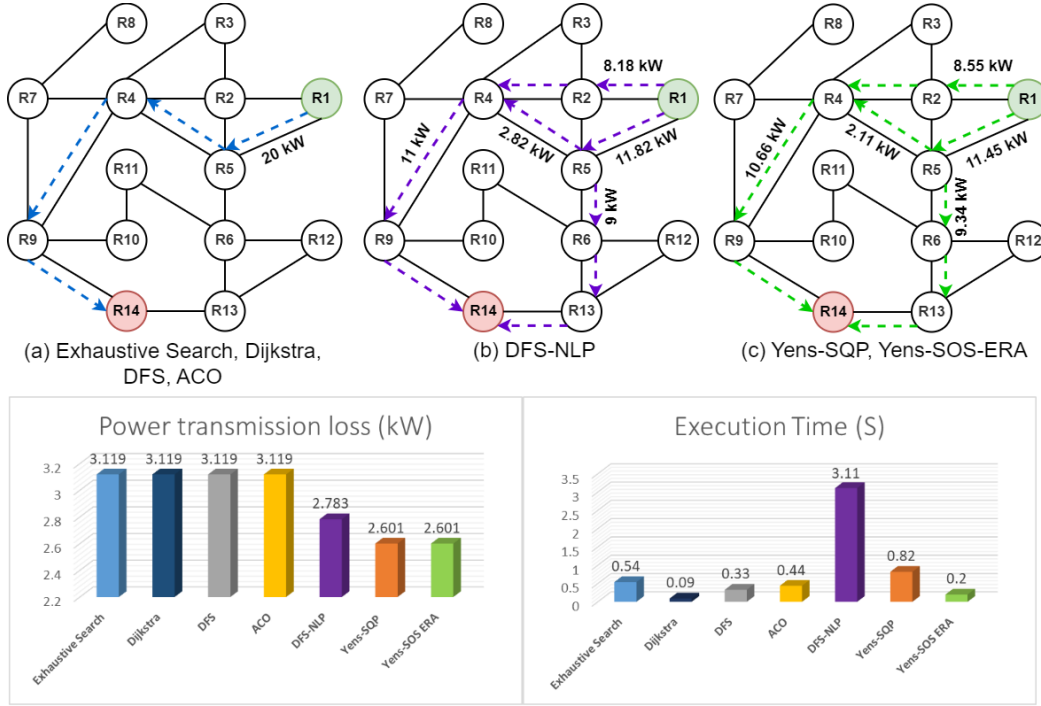 R8
R3
R7
R4
R2
R1
20 kW
R5
R11
R9
R10
R6
R12
R14
R13
(a) Exhaustive Search, Dijkstra,
DFS, ACO
R8
R3
8.18 kW
R7
R4
R2
R1
11 kW
2.82 kW
11.82 kW
R5
R11
9 kW
R9
R10
R6
R12
R14
R13
(b) DFS-NLP
R8
R3
8.55 kW
R7
R4
R2
R1
10.66 kW
2.11 kW
11.45 kW
R5
R11
9.34 kW
R9
R10
R6
R12
R14
R13
(c) Yens-SQP, Yens-SOS-ERA
Power transmission loss (kW)
3.2
3
2.8
2.6
2.4
2.2
3.119
3.119
3.119
3.119
2.783
2.601
2.601
Exhaustive Search
Dijkstra
DFS
ACO
DFS-NLP
Yens-SQP
Yens-SOS ERA
Execution Time (S)
3.5
3
2.5
2
1.5
1
0.5
0
0.54
0.09
0.33
0.44
3.11
0.82
0.2
Exhaustive Search
Dijkstra
DFS
ACO
DFS-NLP
Yens-SQP
Yens-SOS ERA